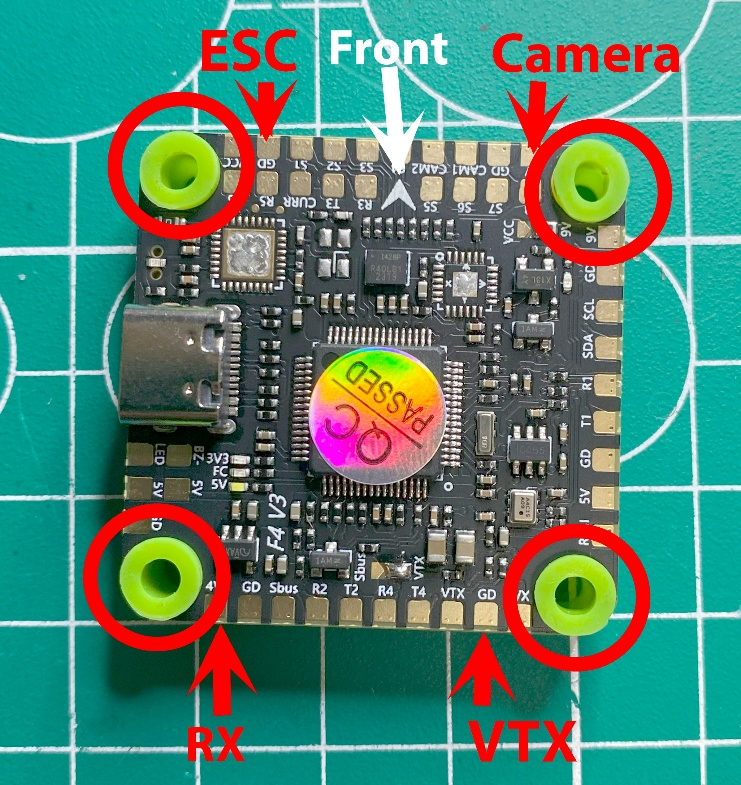 ESC Front Camera
VCC GD S1 S2 S3 CAM2 CAM1 GD
R5 CURR T3 R3 S5 S6 S7
VCC 9V 9V
GD
SCL
SDA
R1
T1
GD
5V
QC
PASSED
LED BZ-
3V3
FC
5V
5V 5V
F4 V3
Sbus VTX
GD Sbus R2 T2 R4 T4 VTX GD
RX VTX